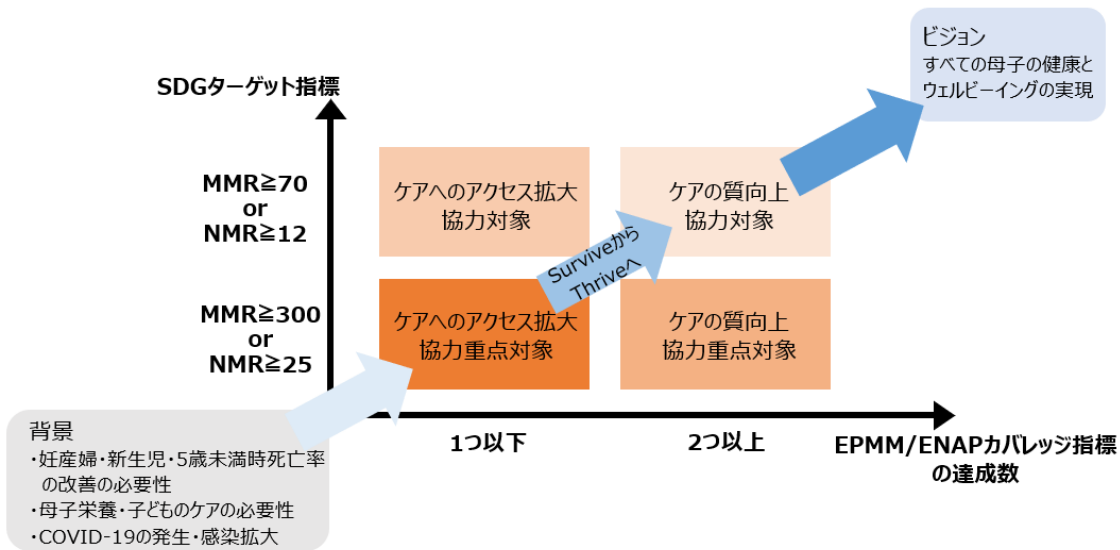 ビジョン
すべての母子の健康と
ウェルビーイングの実現
SDGターゲット指標
MMR≧70
or
NMR≧12
ケアへのアクセス拡大
協力対象
ケアの質向上
協力対象
Surviveから
Thriveへ
MMR≧300
or
NMR≧25
ケアへのアクセス拡大
協力重点対象
ケアの質向上
協力重点対象
1つ以下
2つ以上
EPMM/ENAPカバレッジ指標
の達成数
背景
・妊産婦・新生児・5歳未満時死亡率
の改善の必要性
・母子栄養・子どものケアの必要性
・COVID-19の発生・感染拡大